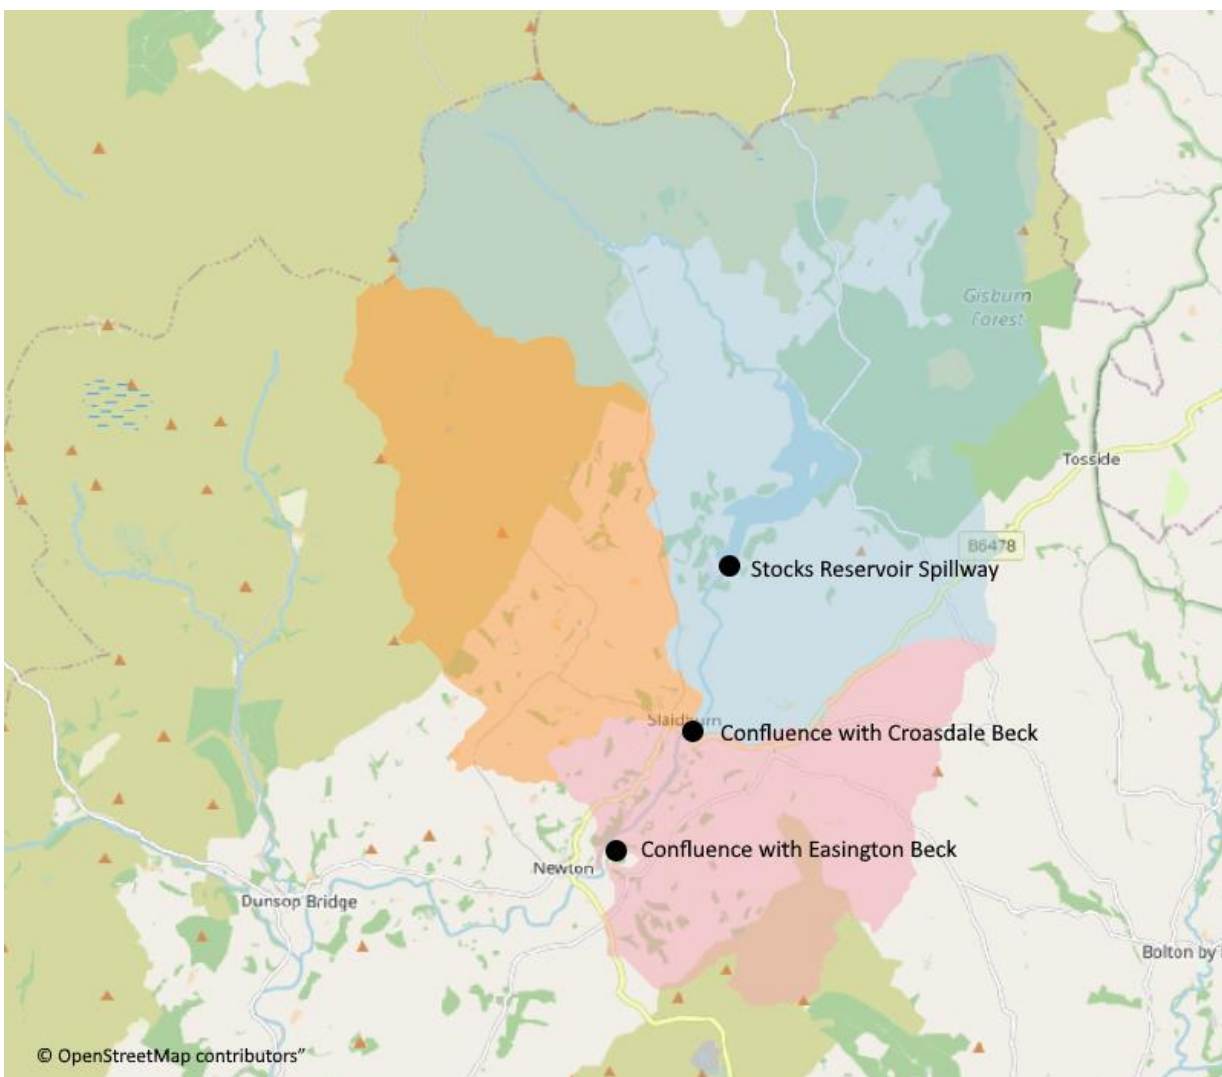 Gisburn
Forest
Tosside
B6478
Stocks Reservoir Spillway
Slaidburn
Confluence with Croasdale Beck
Confluence with Easington Beck
Newton
Dunsop Bridge
Bolton by
© OpenStreetMap contributors”